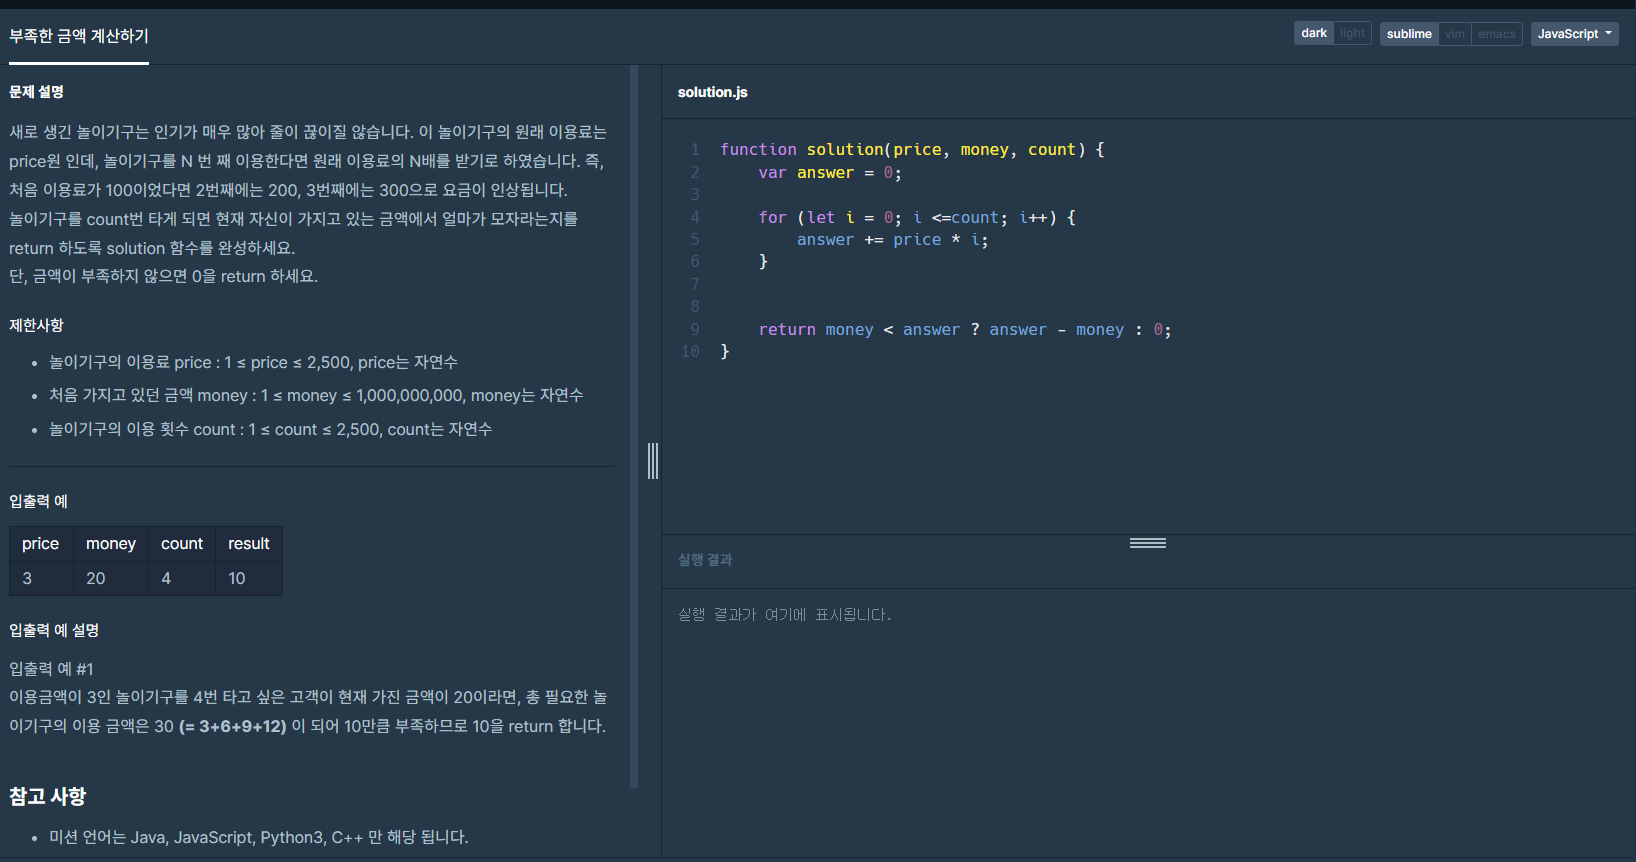 부족한 금액 계산하기
dark light sublime vim emacs JavaScript
문제 설명
새로 생긴 놀이기구는 인기가 매우 많아 줄이 끊이질 않습니다. 이 놀이기구의 원래 이용료는
price원 인데, 놀이기구를 N 번 째 이용한다면 원래 이용료의 N배를 받기로 하였습니다. 즉,
처음 이용료가 100이었다면 2번째에는 200, 3번째에는 300으로 요금이 인상됩니다.
놀이기구를 count번 타게 되면 현재 자신이 가지고 있는 금액에서 얼마가 모자라는지를
return 하도록 solution 함수를 완성하세요.
단, 금액이 부족하지 않으면 0을 return 하세요.
제한사항
• 놀이기구의 이용료 price : 1 ≤ price ≤ 2,500, price는 자연수
• 처음 가지고 있던 금액 money : 1 ≤ money ≤ 1,000,000,000, money는 자연수
• 놀이기구의 이용 횟수 count : 1 ≤ count ≤ 2,500, count는 자연수
입출력 예
price money count result
3 20 4 10
입출력 예 설명
입출력 예 #1
이용금액이 3인 놀이기구를 4번 타고 싶은 고객이 현재 가진 금액이 20이라면, 총 필요한 놀
이기구의 이용 금액은 30 (= 3+6+9+12) 이 되어 10만큼 부족하므로 10을 return 합니다.
참고 사항
• 미션 언어는 Java, JavaScript, Python3, C++ 만 해당 됩니다.
solution.js
1 function solution(price, money, count) {
2     var answer = 0;
3
4     for (let i = 0; i <=count; i++) {
5         answer += price * i;
6     }
7
8
9     return money < answer ? answer - money : 0;
10 }
실행 결과
실행 결과가 여기에 표시됩니다.